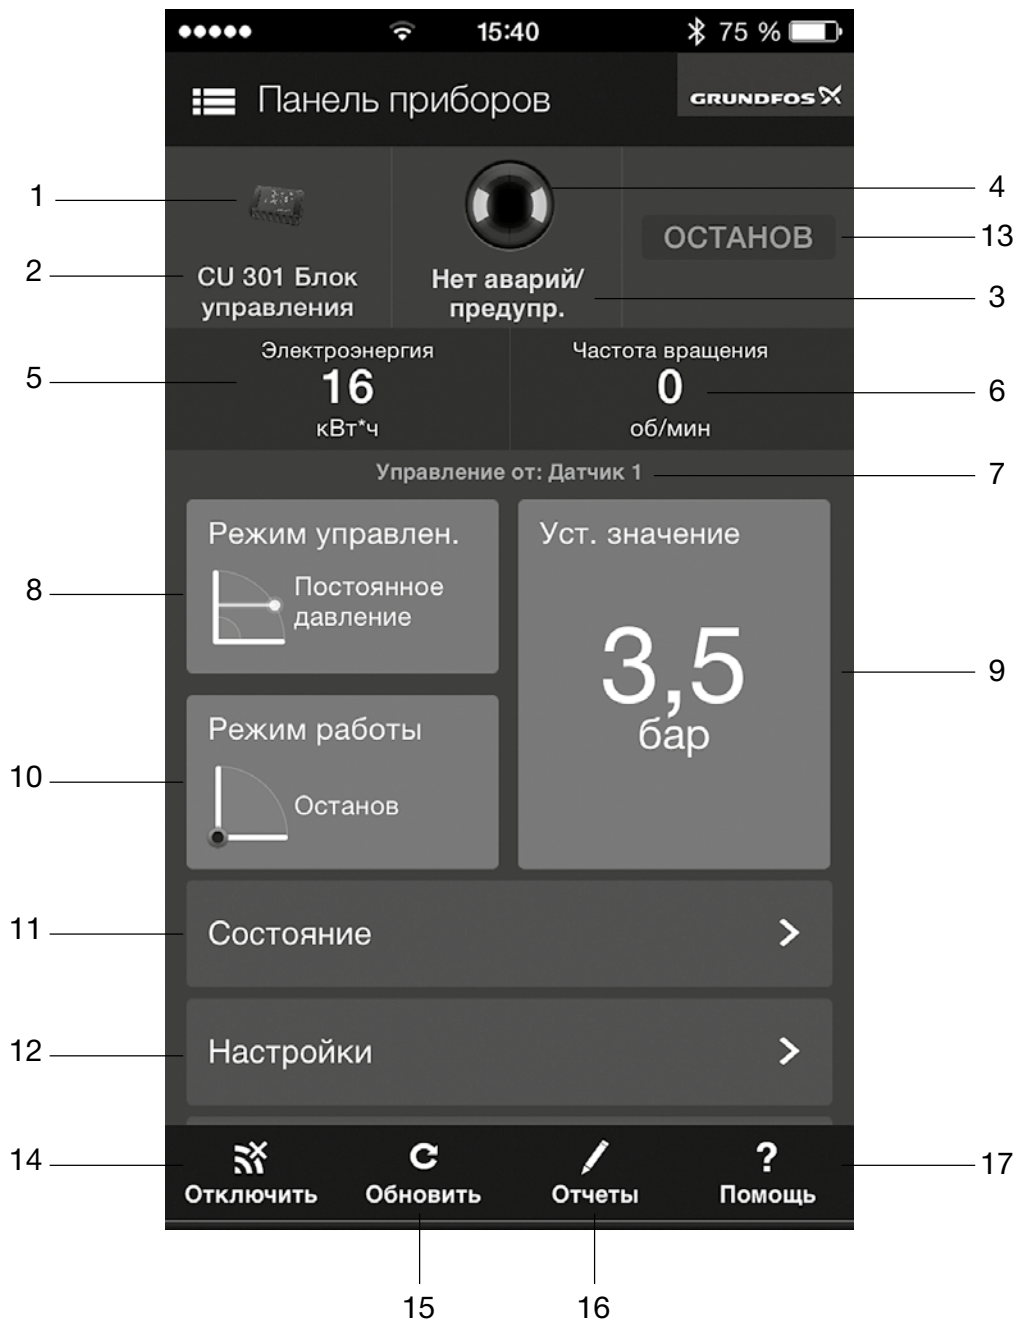 15:40
75 %
Панель приборов
GRUNDFOS
1
4
ОСТАНОВ
13
2
CU 301 Блок
управления
Нет аварий/
предупр.
3
Электроэнергия
Частота вращения
5
16
0
6
кВт*ч
об/мин
Управление от: Датчик 1
7
Режим управлен.
Уст. значение
8
Постоянное
давление
3,5
бар
9
Режим работы
10
Останов
11
Состояние
12
Настройки
14
17
Отключить
Обновить
Отчеты
?
Помощь
15
16